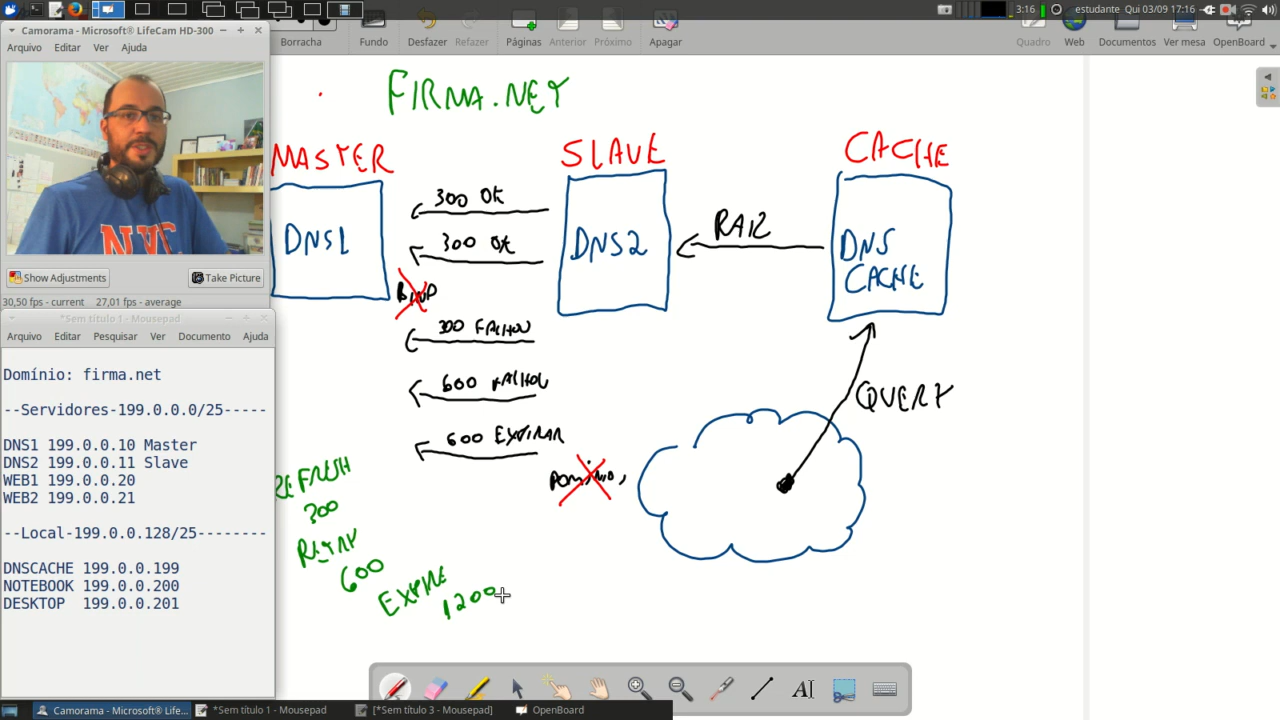 3:16
estudante Qui 03/09 17:16
Camorama - Microsoft® LifeCam HD-300
Arquivo Editar Ver Ajuda
Borracha Fundo Desfazer Refazer Páginas Anterior Próximo Apagar Quadro Web Documentos Ver mesa OpenBoard
FIRMA.NET
MASTER SLAVE CACHE
DNS1
300 OK
300 OK
DNS2
RAIZ
DNS
CACHE
300 FALHOU
600 FALHOU
600 EXPIRAR
QUERY
REFRESH
300
RETRY
600
EXPIRE
1200
Show Adjustments Take Picture
30,50 fps - current 27,01 fps - average
*Sem título 1 - Mousepad
Arquivo Editar Pesquisar Ver Documento Ajuda
Domínio: firma.net
--Servidores-199.0.0.0/25-----
DNS1 199.0.0.10 Master
DNS2 199.0.0.11 Slave
WEB1 199.0.0.20
WEB2 199.0.0.21
--Local-199.0.0.128/25--------
DNSCACHE 199.0.0.199
NOTEBOOK 199.0.0.200
DESKTOP 199.0.0.201
Camorama - Microsoft® Life... *Sem título 1 - Mousepad [*Sem título 3 - Mousepad] OpenBoard